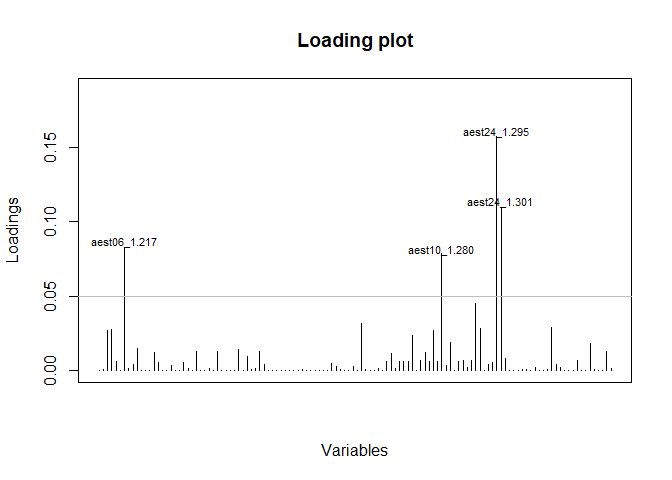 Loading plot
Loadings
0.15
0.10
0.05
0.00
aest24_1.295
aest24_1.301
aest06_1.217
aest10_1.280
Variables